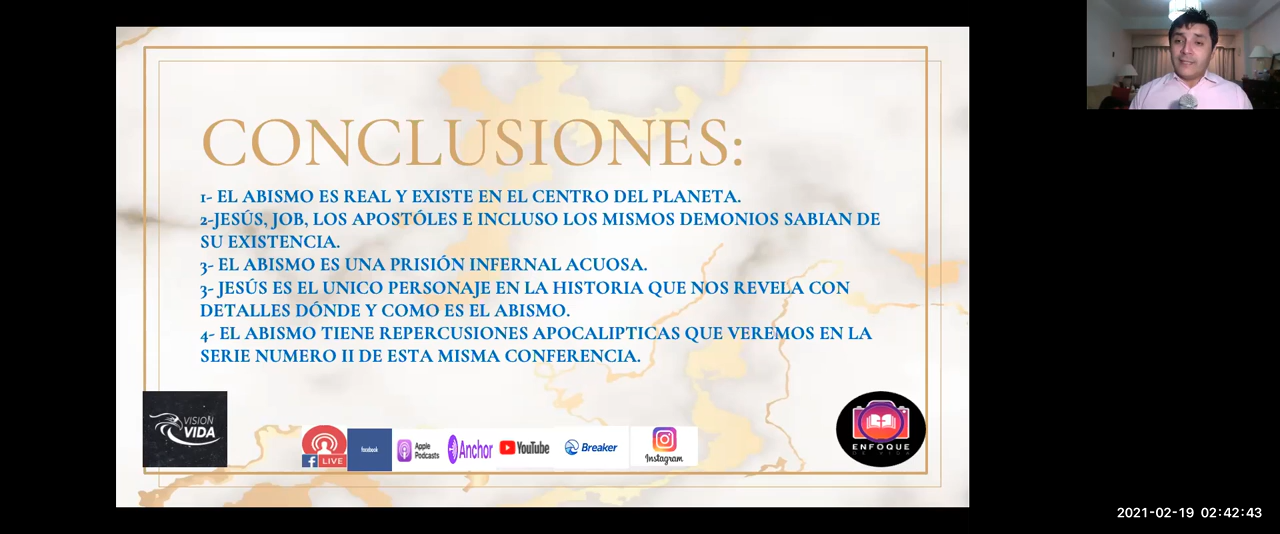 CONCLUSIONES:
1- EL ABISMO ES REAL Y EXISTE EN EL CENTRO DEL PLANETA.
2-JESÚS, JOB, LOS APOSTÓLES E INCLUSO LOS MISMOS DEMONIOS SABIAN DE
SU EXISTENCIA.
3- EL ABISMO ES UNA PRISIÓN INFERNAL ACUOSA.
3- JESÚS ES EL UNICO PERSONAJE EN LA HISTORIA QUE NOS REVELA CON
DETALLES DÓNDE Y COMO ES EL ABISMO.
4- EL ABISMO TIENE REPERCUSIONES APOCALIPTICAS QUE VEREMOS EN LA
SERIE NUMERO II DE ESTA MISMA CONFERENCIA.
VISION
VIDA
f LIVE
facebook
Apple
Podcasts
Anchor
YouTube
Breaker
Instagram
ENFOQUE
2021-02-19 02:42:43